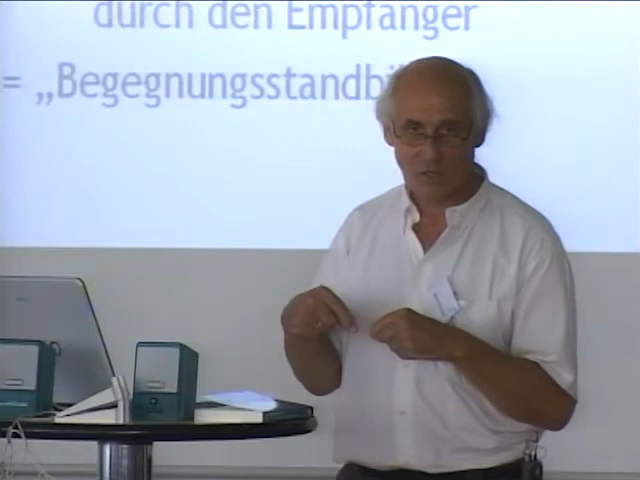 durch den Empfänger
= „Begegnungsstandbi